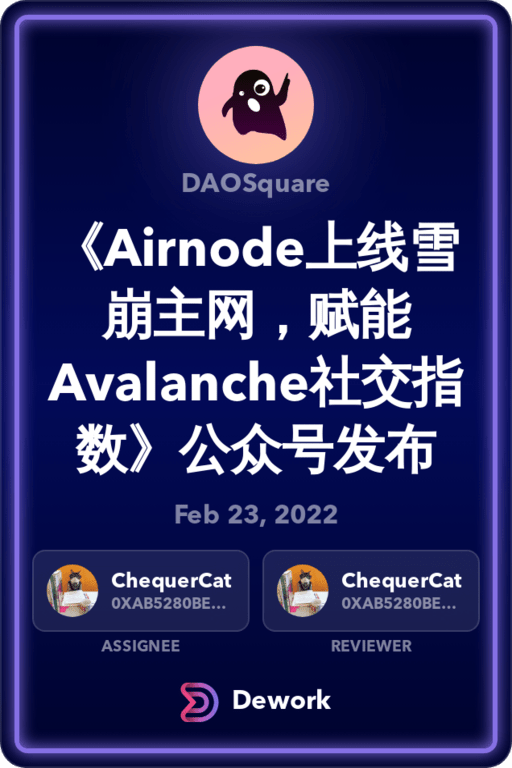 DAOSquare
《Airnode上线雪
崩主网，赋能
Avalanche社交指
数》公众号发布
Feb 23, 2022
ChequerCat
0XAB5280BE...
ASSIGNEE
ChequerCat
0XAB5280BE...
REVIEWER
Dework